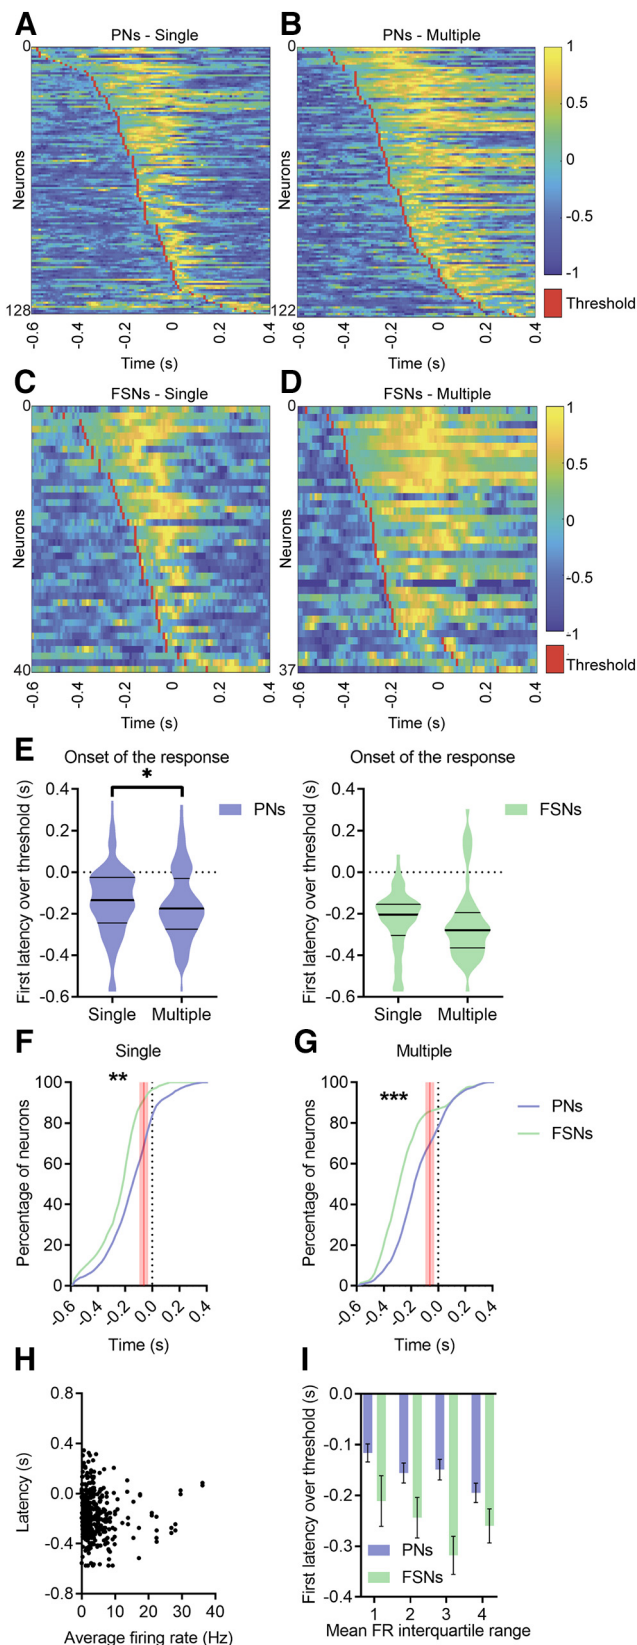 A
PNs - Single
B
PNs - Multiple
0
0
1
0.5
0
-0.5
-1
Neurons
Threshold
128
122
-0.6
-0.4
-0.2
0
0.2
0.4
-0.6
-0.4
-0.2
0
0.2
0.4
Time (s)
Time (s)
C
FSNs - Single
D
FSNs - Multiple
0
0
1
0.5
0
-0.5
-1
Neurons
Neurons
Threshold
40
37
-0.6
-0.4
-0.2
0
0.2
0.4
-0.6
-0.4
-0.2
0
0.2
0.4
Time (s)
Time (s)
E
Onset of the response
First latency over threshold (s)
0.4
0.2
0.0
-0.2
-0.4
-0.6
*
PNs
Single
Multiple
Onset of the response
First latency over threshold (s)
0.4
0.2
0.0
-0.2
-0.4
-0.6
FSNs
Single
Multiple
F
Single
Percentage of neurons
100
80
60
40
20
0
**
-0.6
-0.4
-0.2
0.0
0.2
0.4
Time (s)
G
Multiple
Percentage of neurons
100
80
60
40
20
0
***
-0.6
-0.4
-0.2
0.0
0.2
0.4
Time (s)
PNs
FSNs
H
Latency (s)
0.8
0.4
0.0
-0.4
-0.8
0
10
20
30
40
Average firing rate (Hz)
I
First latency over threshold (s)
0.0
-0.1
-0.2
-0.3
-0.4
PNs
FSNs
1
2
3
4
Mean FR interquartile range